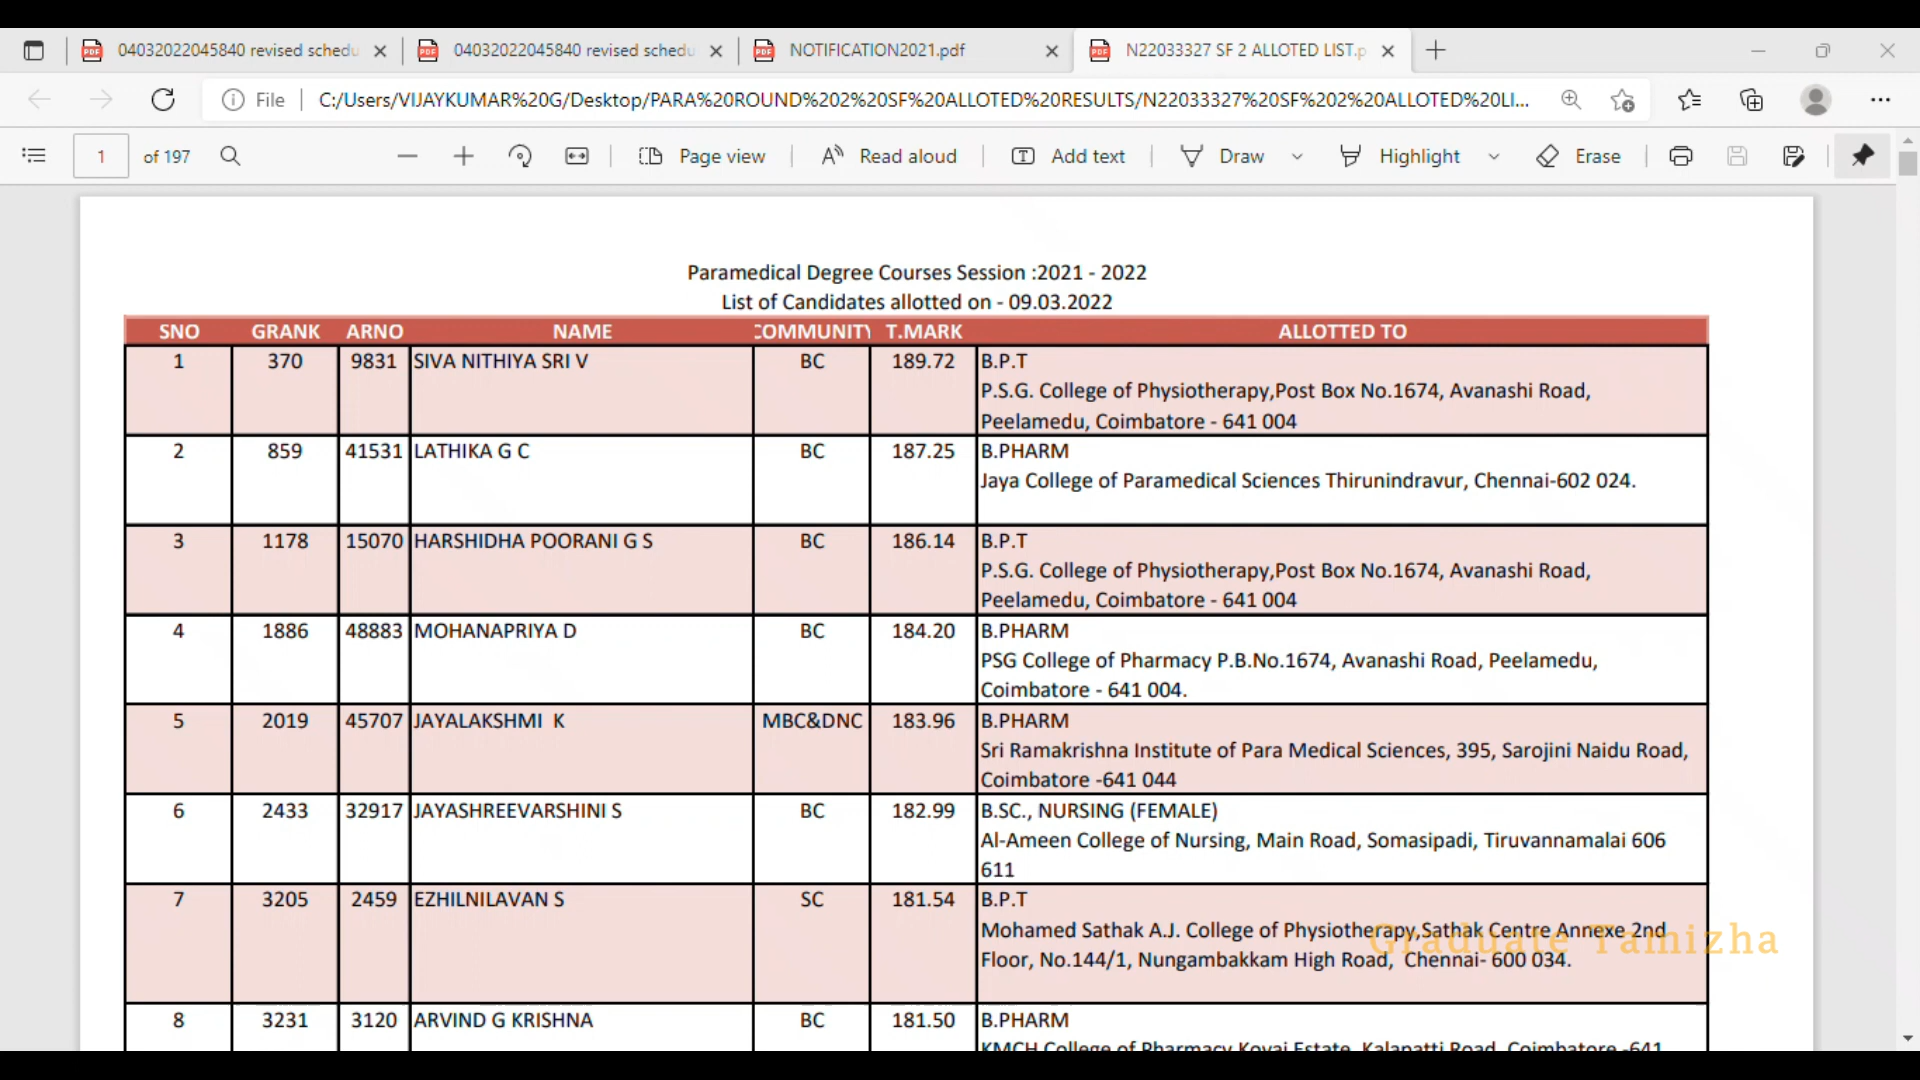 04032022045840 revised schedu
04032022045840 revised schedu
NOTIFICATION2021.pdf
N22033327 SF 2 ALLOTED LIST.p
File
C:/Users/VIJAYKUMAR%20G/Desktop/PARA%20ROUND%202%20SF%20ALLOTED%20RESULTS/N22033327%20SF%202%20ALLOTED%20LI...
1 of 197
Page view
Read aloud
Add text
Draw
Highlight
Erase
Paramedical Degree Courses Session :2021 - 2022
List of Candidates allotted on - 09.03.2022
SNO GRANK ARNO NAME COMMUNITY T.MARK ALLOTTED TO
1 370 9831 SIVA NITHIYA SRI V BC 189.72 B.P.T
P.S.G. College of Physiotherapy,Post Box No.1674, Avanashi Road,
Peelamedu, Coimbatore - 641 004
2 859 41531 LATHIKA G C BC 187.25 B.PHARM
Jaya College of Paramedical Sciences Thirunindravur, Chennai-602 024.
3 1178 15070 HARSHIDHA POORANI G S BC 186.14 B.P.T
P.S.G. College of Physiotherapy,Post Box No.1674, Avanashi Road,
Peelamedu, Coimbatore - 641 004
4 1886 48883 MOHANAPRIYA D BC 184.20 B.PHARM
PSG College of Pharmacy P.B.No.1674, Avanashi Road, Peelamedu,
Coimbatore - 641 004.
5 2019 45707 JAYALAKSHMI K MBC&DNC 183.96 B.PHARM
Sri Ramakrishna Institute of Para Medical Sciences, 395, Sarojini Naidu Road,
Coimbatore -641 044
6 2433 32917 JAYASHREEVARSHINI S BC 182.99 B.SC., NURSING (FEMALE)
Al-Ameen College of Nursing, Main Road, Somasipadi, Tiruvannamalai 606
611
7 3205 2459 EZHILNILAVAN S SC 181.54 B.P.T
Mohamed Sathak A.J. College of Physiotherapy,Sathak Centre Annexe 2nd
Floor, No.144/1, Nungambakkam High Road, Chennai- 600 034.
Graduate Tamizha
8 3231 3120 ARVIND G KRISHNA BC 181.50 B.PHARM
KMCH College of Pharmacy Kovai Estate, Kalapatti Road, Coimbatore -641